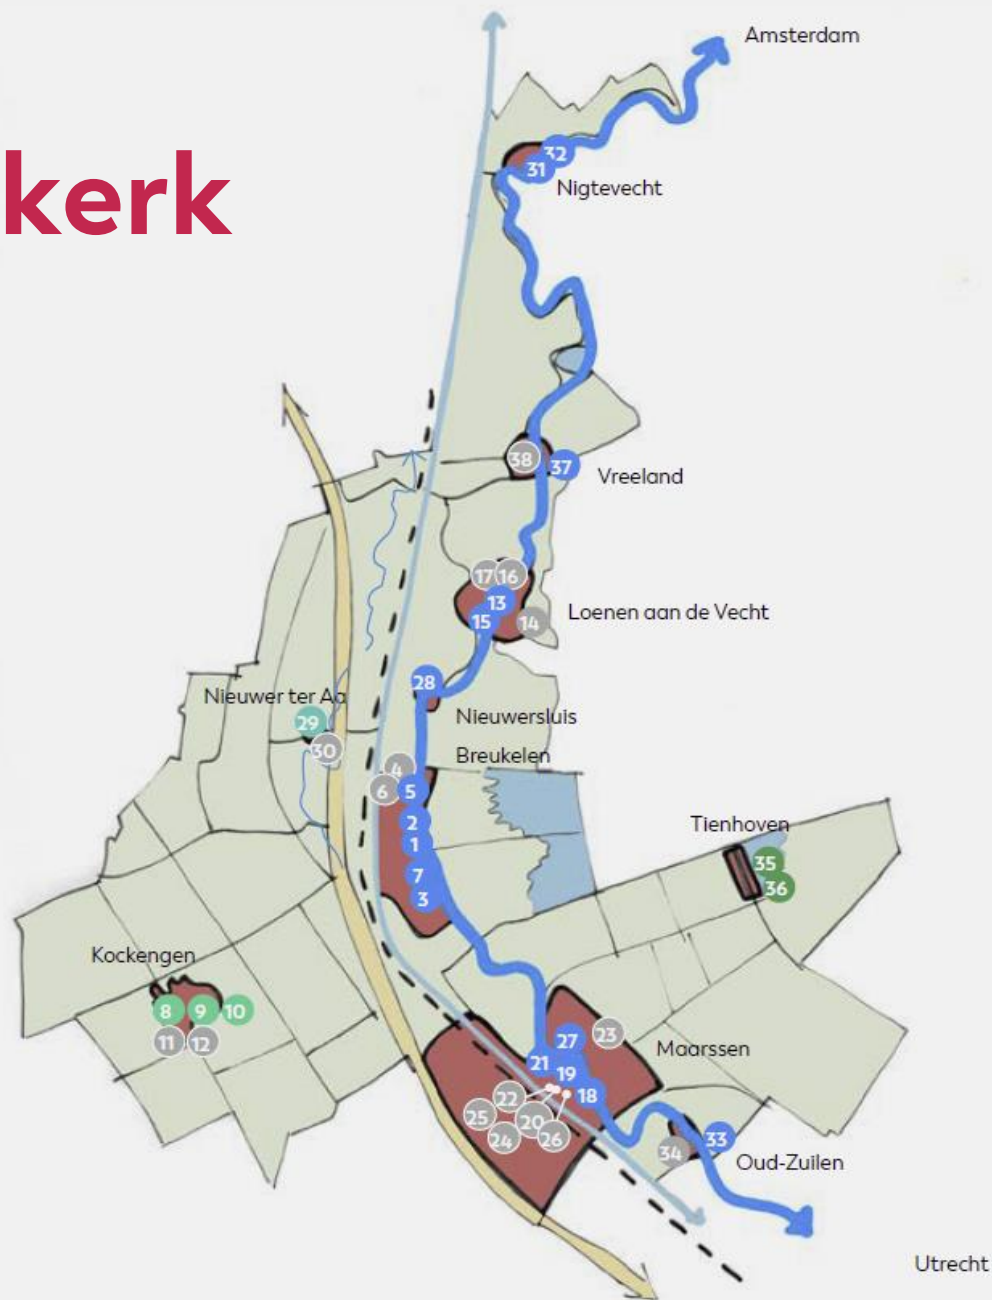 Amsterdam
kerk
32
31
Nigtevecht
38
37
Vreeland
17
16
13
15
14
Loenen aan de Vecht
28
Nieuwer ter Aa
29
30
Nieuwersluis
Breukelen
4
6
5
2
1
7
3
Tienhoven
35
36
Kockengen
8
9
10
11
12
27
23
21
19
Maarssen
18
22
25
20
24
26
33
34
Oud-Zuilen
Utrecht